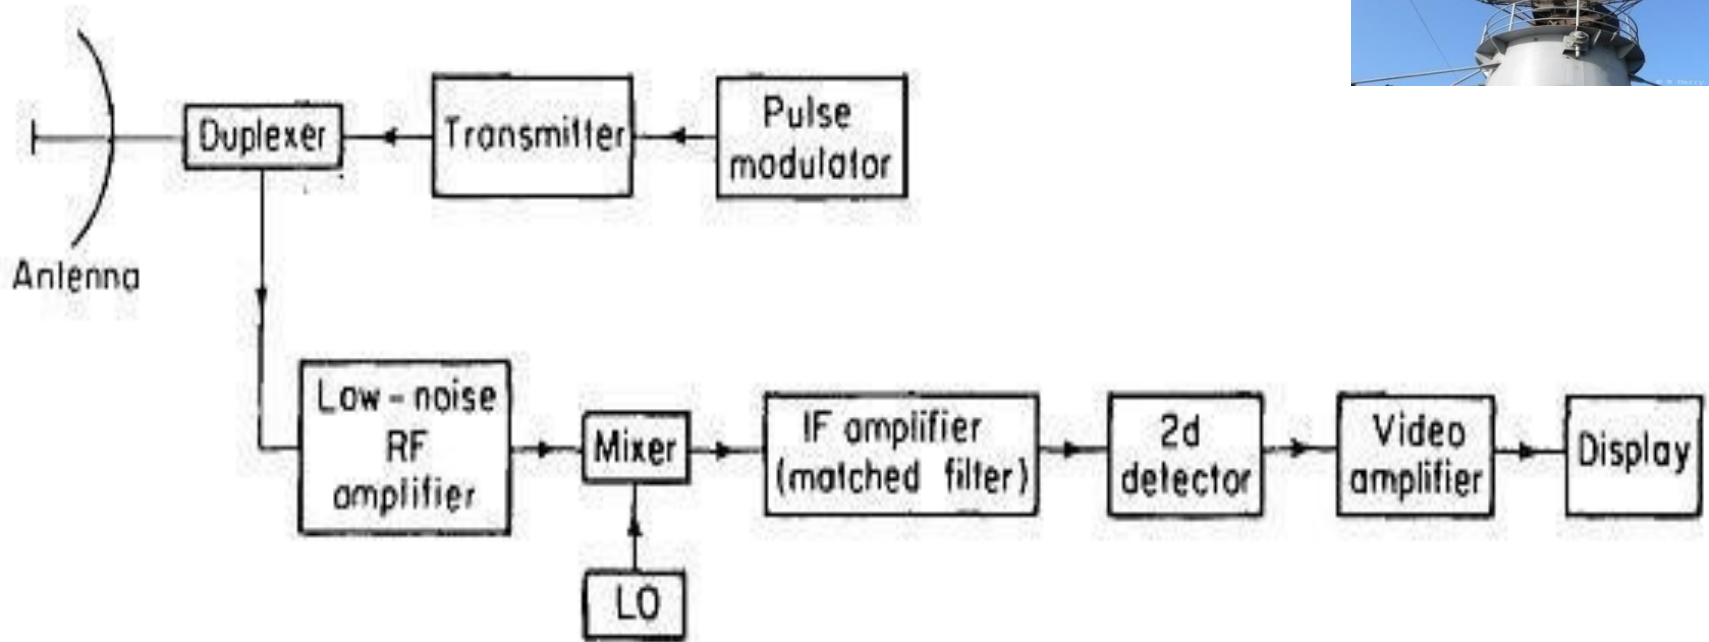 Duplexer
Transmitter
Pulse
modulator
Antenna
Low-noise
RF
amplifier
Mixer
IF amplifier
(matched filter)
2d
detector
Video
amplifier
Display
LO